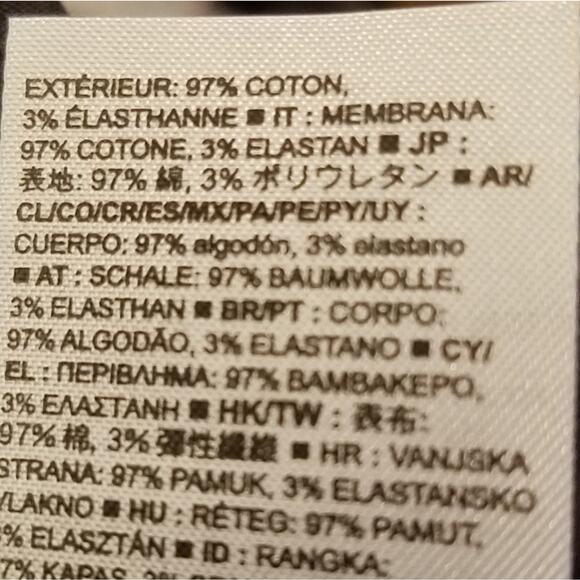 EXTÉRIEUR: 97% COTON,
3% ÉLASTHANNE ■ IT : MEMBRANA:
97% COTONE, 3% ELASTAN ■ JP :
表地: 97% 綿, 3% ポリウレタン ■ AR/
CL/CO/CR/ES/MX/PA/PE/PY/UY :
CUERPO: 97% algodón, 3% elastano
■ AT : SCHALE: 97% BAUMWOLLE,
3% ELASTHAN ■ BR/PT : CORPO:
97% ALGODÃO, 3% ELASTANO ■ CY/
EL : ΠΕΡΙΒΛΗΜΑ: 97% ΒΑΜΒΑΚΕΡΟ,
3% ΕΛΑΣΤΑΝΗ ■ HK/TW : 表布:
97% 棉, 3% 彈性纖維 ■ HR : VANJSKA
STRANA: 97% PAMUK, 3% ELASTANSKO
/LAKNO ■ HU : RÉTEG: 97% PAMUT,
% ELASZTÁN ■ ID : RANGKA:
7% KAPAS,